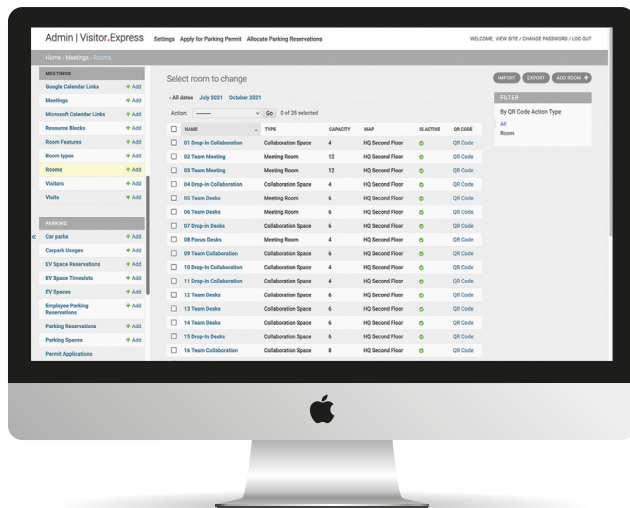 Admin | Visitor.Express Settings Apply for Parking Permit Allocate Parking Reservations WELCOME, VIEW SITE / CHANGE PASSWORD / LOG OUT
Home › Meetings › Rooms
MEETINGS
Google Calendar Links + Add
Meetings + Add
Microsoft Calendar Links + Add
Resource Blocks + Add
Room Features + Add
Room types + Add
Rooms + Add
Visitors + Add
Visits + Add
PARKING
«
Car parks + Add
Carpark Usages + Add
EV Space Reservations + Add
EV Space Timeslots + Add
EV Spaces + Add
Employee Parking
Reservations + Add
Parking Reservations + Add
Parking Spaces + Add
Permit Applications
Select room to change
‹ All dates July 2021 October 2021
Action: -------- Go 0 of 28 selected
NAME TYPE CAPACITY MAP IS ACTIVE QR CODE
01 Drop-In Collaboration Collaboration Space 4 HQ Second Floor QR Code
02 Team Meeting Meeting Room 12 HQ Second Floor QR Code
03 Team Meeting Meeting Room 12 HQ Second Floor QR Code
04 Drop-In Collaboration Collaboration Space 4 HQ Second Floor QR Code
05 Team Desks Meeting Room 6 HQ Second Floor QR Code
06 Team Desks Meeting Room 6 HQ Second Floor QR Code
07 Drop-in Desks Collaboration Space 6 HQ Second Floor QR Code
08 Focus Desks Meeting Room 4 HQ Second Floor QR Code
09 Team Collaboration Collaboration Space 6 HQ Second Floor QR Code
10 Drop-In Collaboration Collaboration Space 4 HQ Second Floor QR Code
11 Drop-In Collaboration Collaboration Space 4 HQ Second Floor QR Code
12 Team Desks Collaboration Space 6 HQ Second Floor QR Code
13 Team Desks Collaboration Space 6 HQ Second Floor QR Code
14 Team Desks Collaboration Space 6 HQ Second Floor QR Code
15 Drop-In Desks Collaboration Space 6 HQ Second Floor QR Code
16 Team Collaboration Collaboration Space 8 HQ Second Floor QR Code
IMPORT EXPORT ADD ROOM +
FILTER
By QR Code Action Type
All
Room